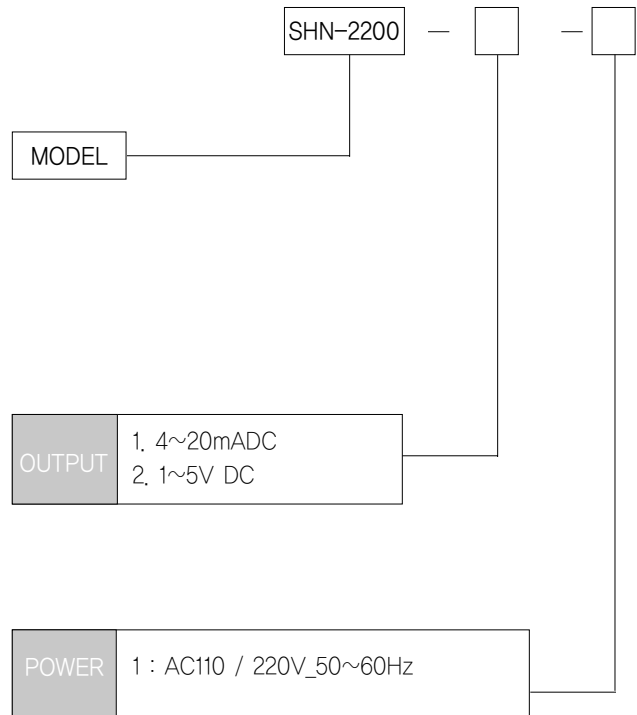 SHN-2200 — —
MODEL
OUTPUT
1. 4~20mADC
2. 1~5V DC
POWER
1 : AC110 / 220V_50~60Hz